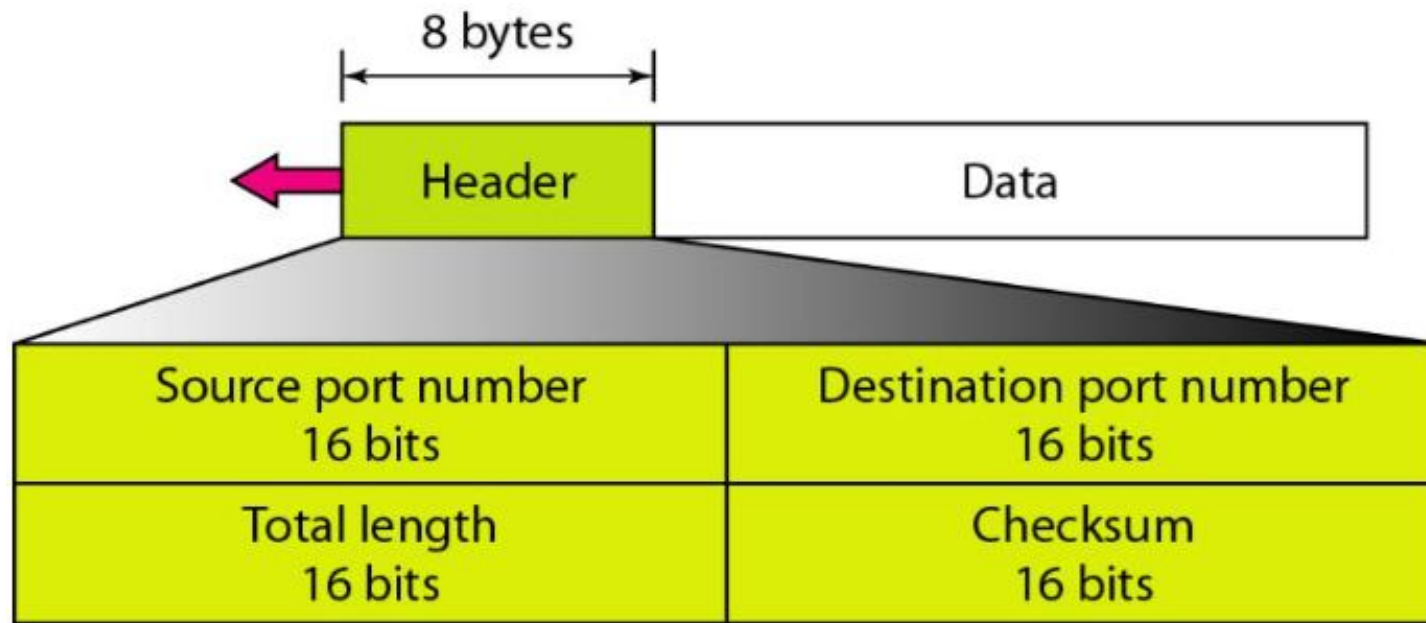 8 bytes
Header
Data
Source port number
16 bits
Destination port number
16 bits
Total length
16 bits
Checksum
16 bits